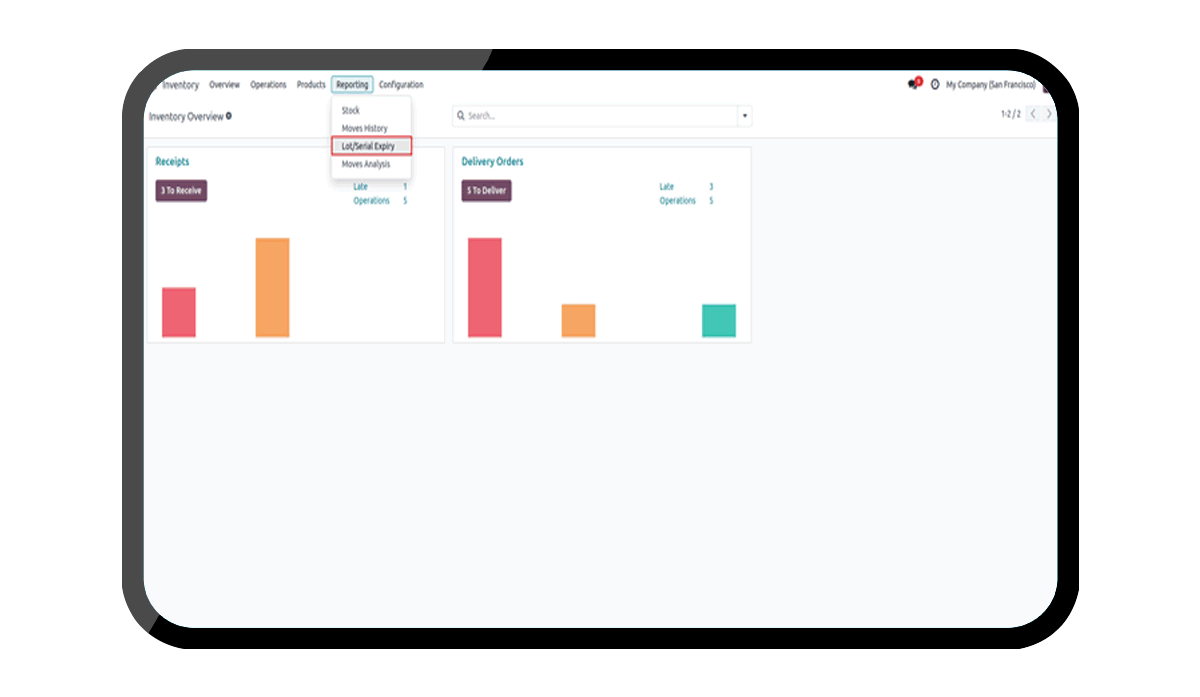 Inventory Overview Operations Products Reporting Configuration 9 My Company (San Francisco)
Inventory Overview Search... 1-2 / 2
Stock
Moves History
Lot/Serial Expiry
Moves Analysis
Receipts
3 To Receive
Late 1
Operations 5
Delivery Orders
5 To Deliver
Late 3
Operations 5